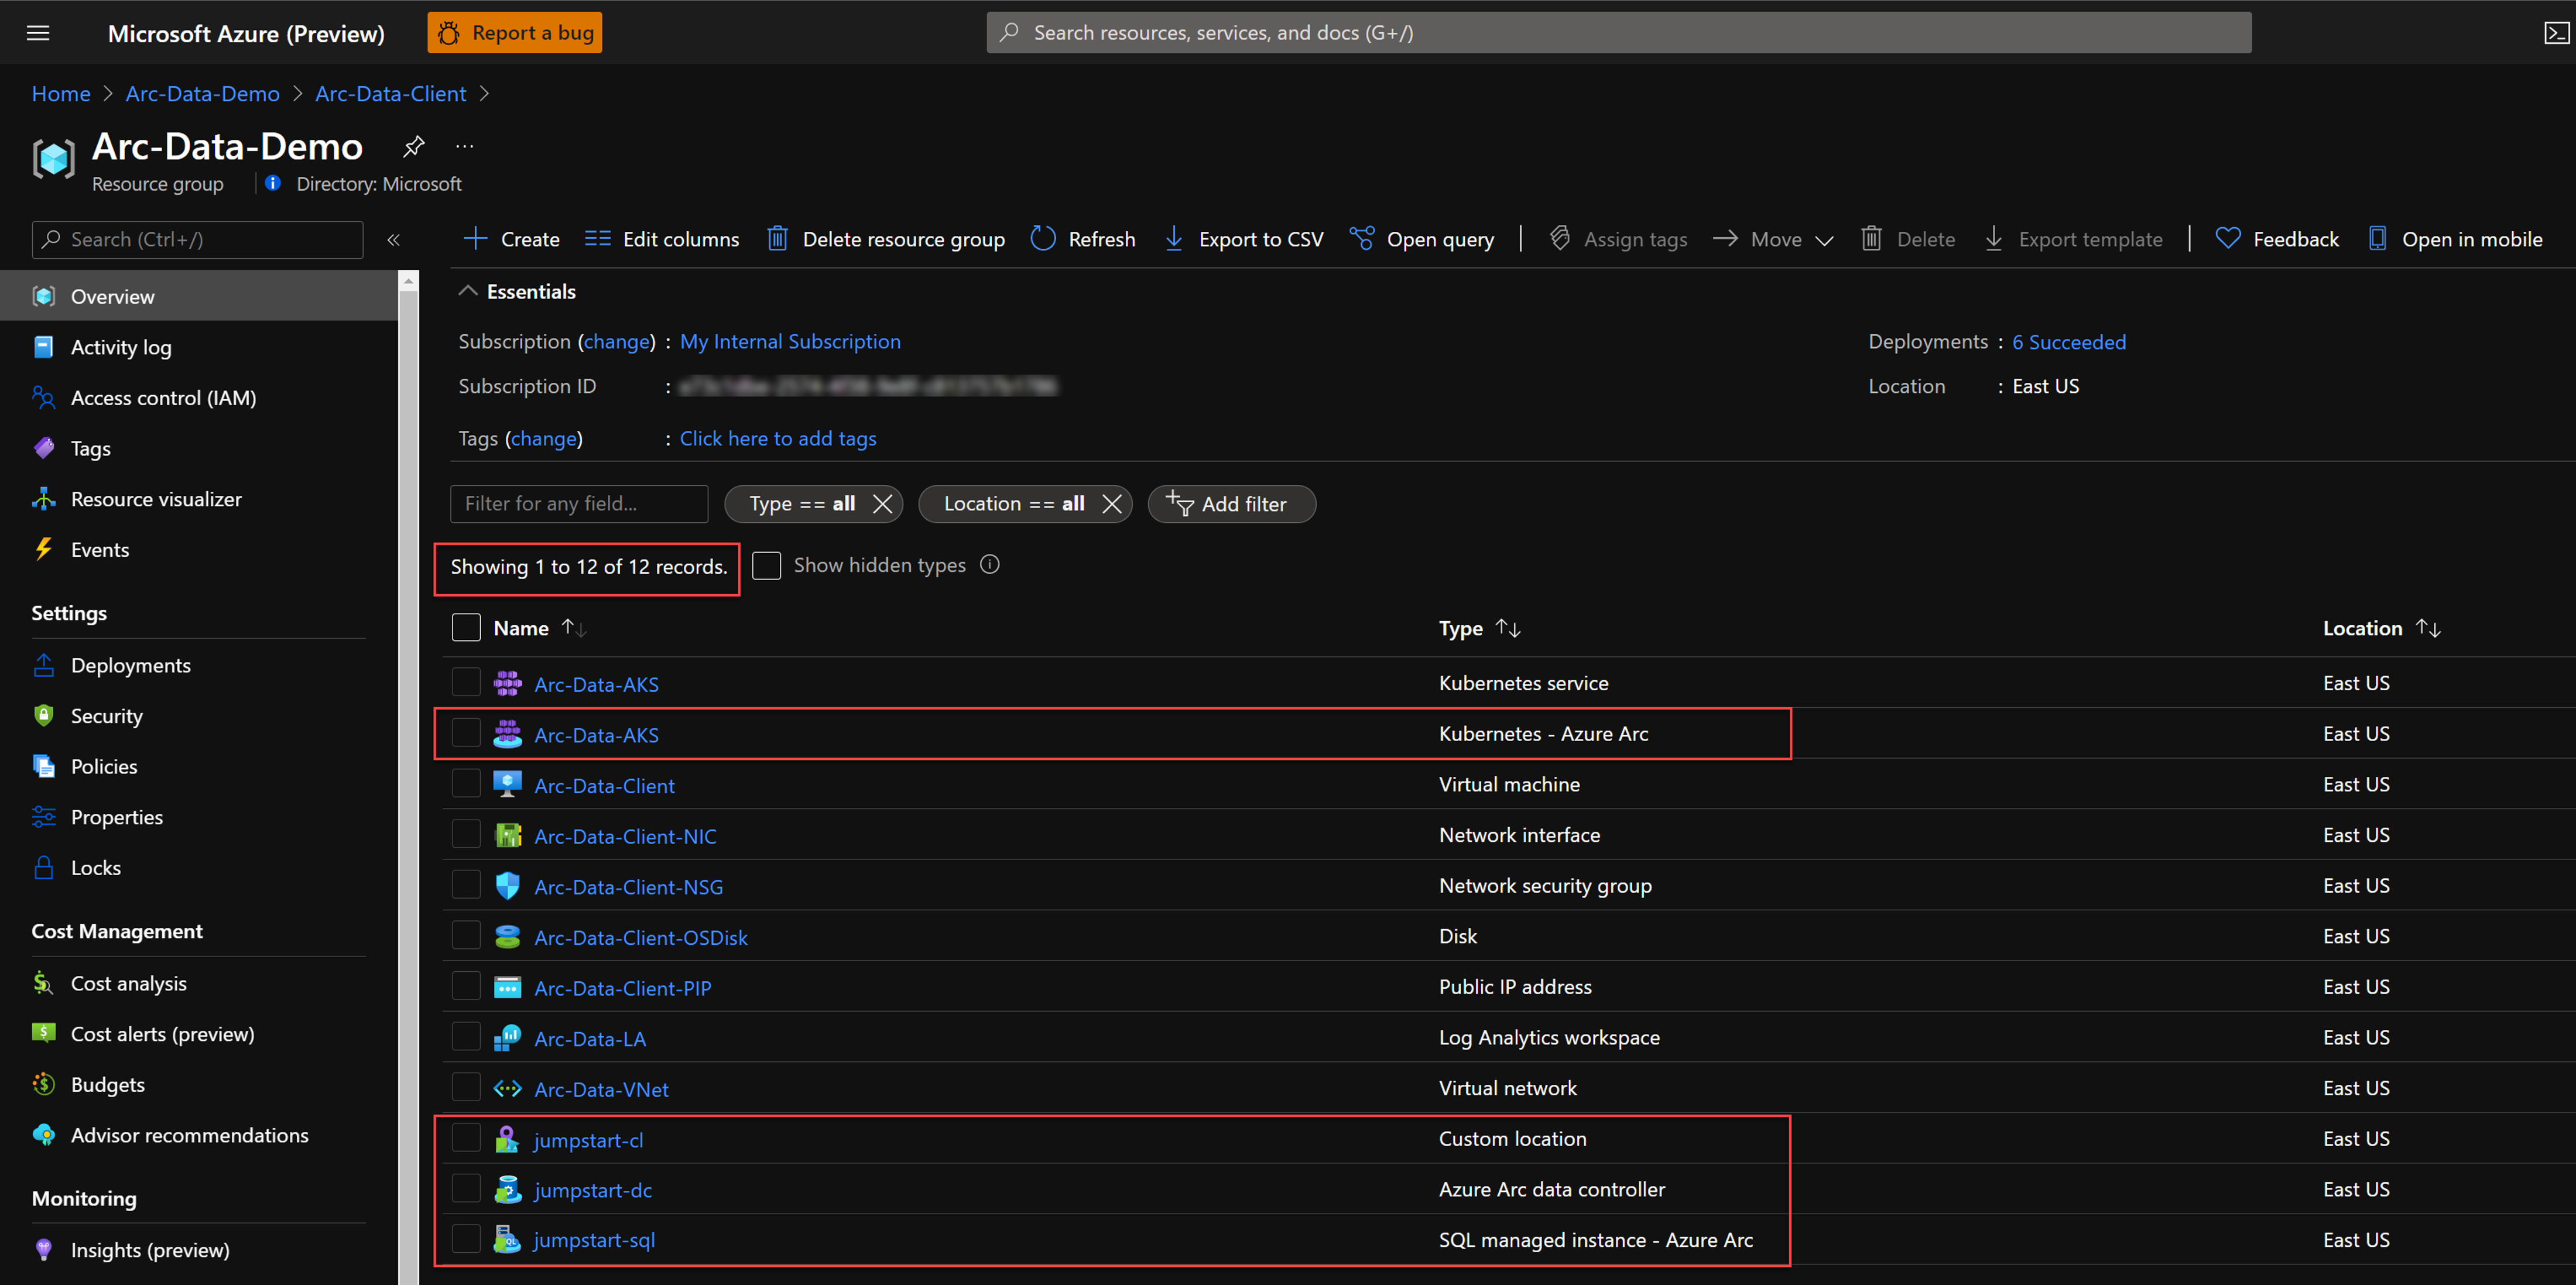 Microsoft Azure (Preview) Report a bug Search resources, services, and docs (G+/)
Home > Arc-Data-Demo > Arc-Data-Client >
Arc-Data-Demo ...
Resource group Directory: Microsoft
Search (Ctrl+/) « Create Edit columns Delete resource group Refresh Export to CSV Open query Assign tags Move Delete Export template Feedback Open in mobile
Overview
Activity log
Access control (IAM)
Tags
Resource visualizer
Events
Settings
Deployments
Security
Policies
Properties
Locks
Cost Management
Cost analysis
Cost alerts (preview)
Budgets
Advisor recommendations
Monitoring
Insights (preview)
Essentials
Subscription (change) : My Internal Subscription
Subscription ID :
Tags (change) : Click here to add tags
Deployments : 6 Succeeded
Location : East US
Filter for any field... Type == all Location == all Add filter
Showing 1 to 12 of 12 records. Show hidden types
Name Type Location
Arc-Data-AKS Kubernetes service East US
Arc-Data-AKS Kubernetes - Azure Arc East US
Arc-Data-Client Virtual machine East US
Arc-Data-Client-NIC Network interface East US
Arc-Data-Client-NSG Network security group East US
Arc-Data-Client-OSDisk Disk East US
Arc-Data-Client-PIP Public IP address East US
Arc-Data-LA Log Analytics workspace East US
Arc-Data-VNet Virtual network East US
jumpstart-cl Custom location East US
jumpstart-dc Azure Arc data controller East US
jumpstart-sql SQL managed instance - Azure Arc East US